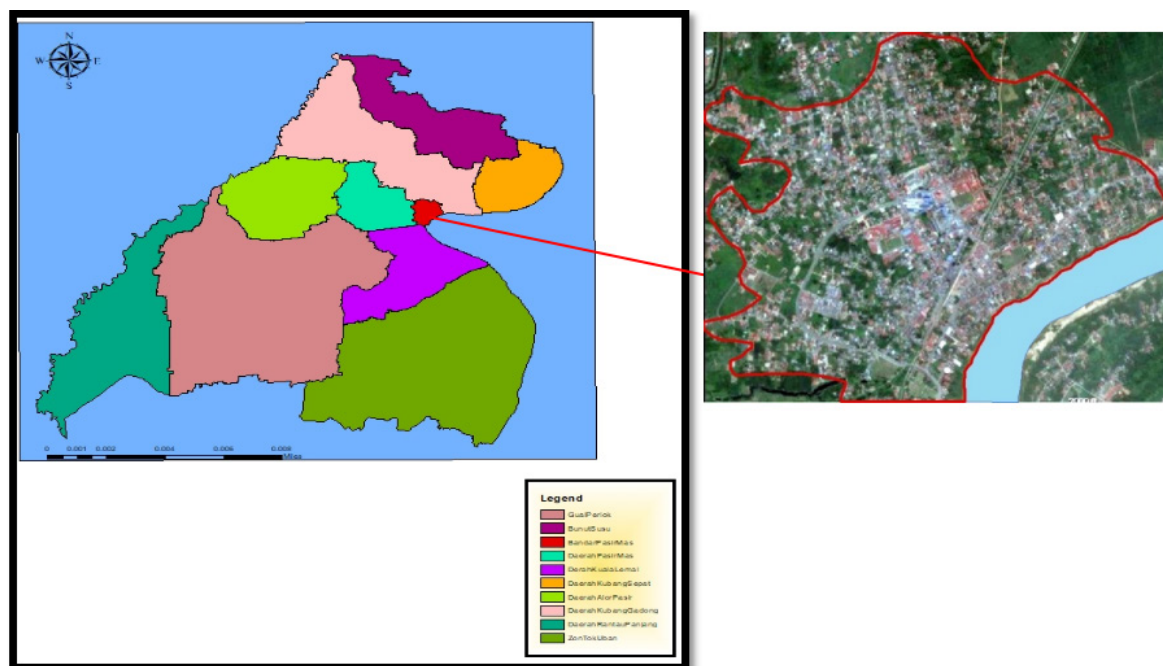 N
W E
S
0 0.001 0.002 0.004 0.006 0.008
Miles
Legend
GualPeriok
BunutSusu
BandarPasirMas
DaerahPasirMas
DerahKualaLemal
DaerahKubangSepat
DaerahAlorPasir
DaerahKubangGadong
DaerahRantauPanjang
ZonTokUban